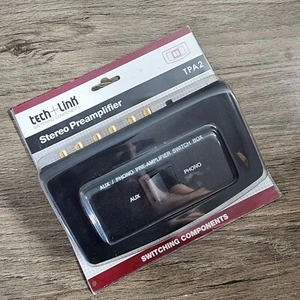 tech+link
Stereo Preamplifier
TPA2
AUX / PHONO PRE-AMPLIFIER SWITCH BOX
AUX
PHONO
SWITCHING COMPONENTS